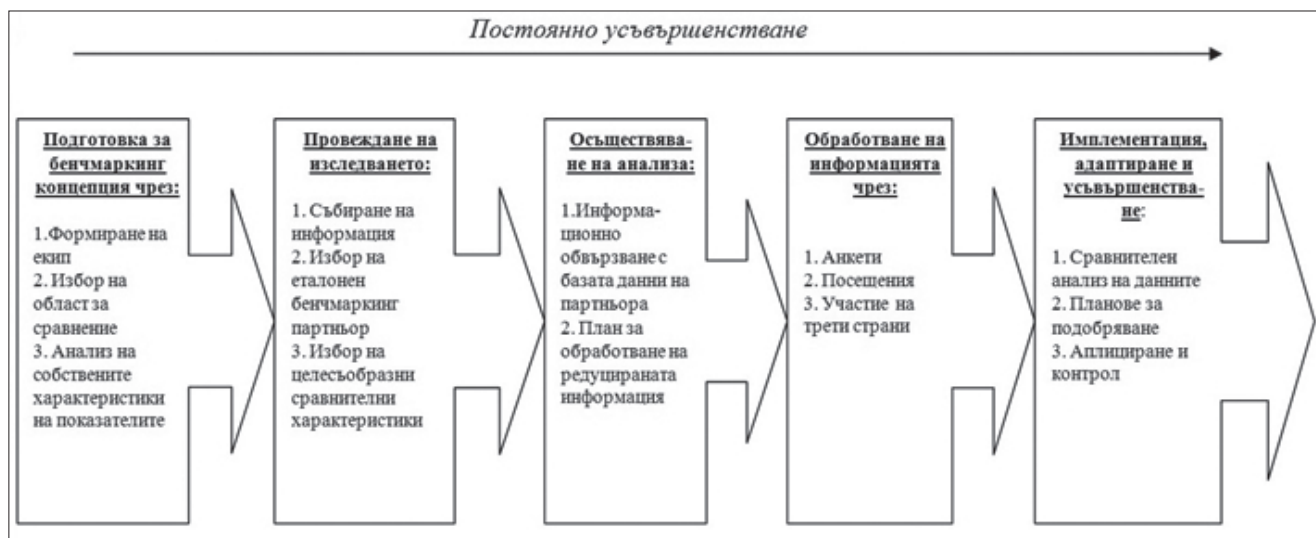 Постоянно усъвършенстване
Подготовка за
бенчмаркинг
концепция чрез:
1.Формиране на
екип
2. Избор на
област за
сравнение
3. Анализ на
собствените
характеристики
на показателите
Провеждане на
изследването:
1. Събиране на
информация
2. Избор на
еталонен
бенчмаркинг
партньор
3. Избор на
целесъобразни
сравнителни
характеристики
Осъществява-
не на анализа:
1.Информа-
ционно
обвързване с
базата данни на
партньора
2. План за
обработване на
редуцираната
информация
Обработване на
информацията
чрез:
1. Анкети
2. Посещения
3. Участие на
трети страни
Имплементация,
адаптиране и
усъвършенства-
не:
1. Сравнителен
анализ на данните
2. Планове за
подобряване
3. Аплициране и
контрол